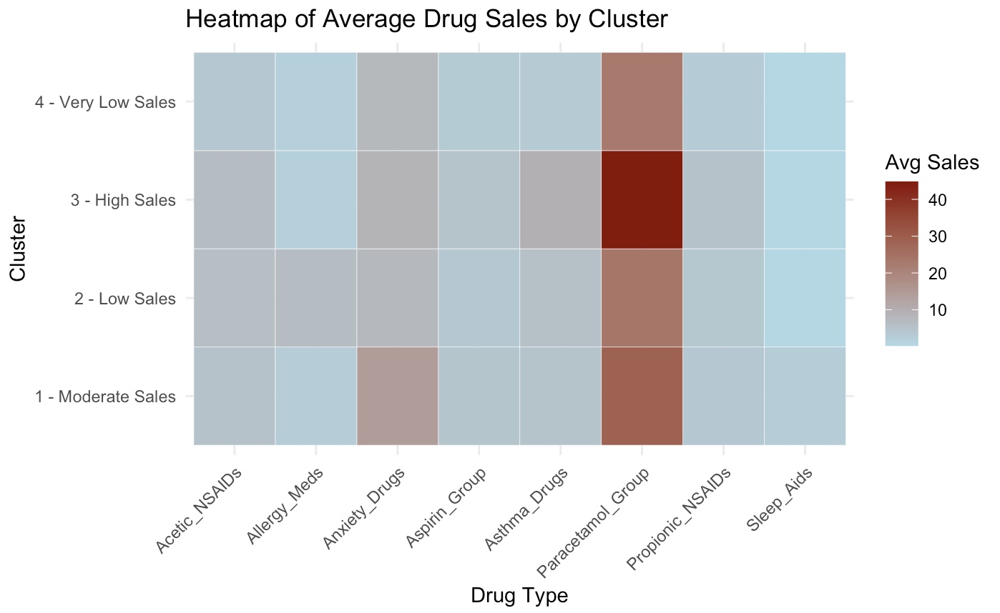 Heatmap of Average Drug Sales by Cluster
Cluster
4 - Very Low Sales
3 - High Sales
2 - Low Sales
1 - Moderate Sales
Acetic_NSAIDs
Allergy_Meds
Anxiety_Drugs
Aspirin_Group
Asthma_Drugs
Paracetamol_Group
Propionic_NSAIDs
Sleep_Aids
Drug Type
Avg Sales
40
30
20
10